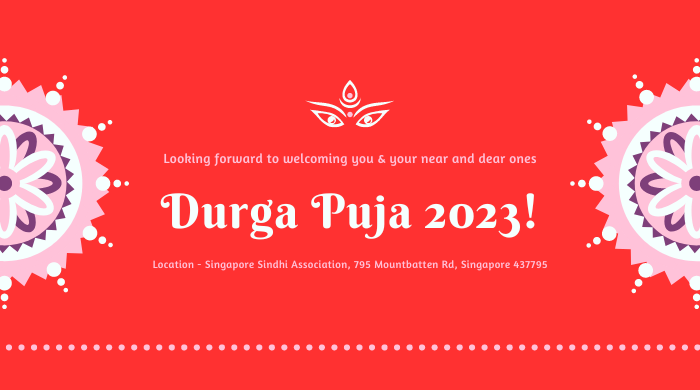 Looking forward to welcoming you & your near and dear ones
Durga Puja 2023!
Location - Singapore Sindhi Association, 795 Mountbatten Rd, Singapore 437795